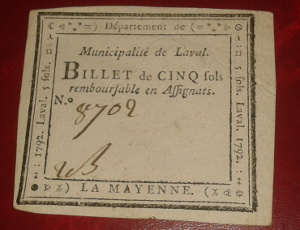 Département de
Municipalité de Laval.
BILLET de CINQ sols
remboursable en Assignats.
N.º 8702
LA MAYENNE.
1792. Laval. 5 sols.
5 sols. Laval. 1792.